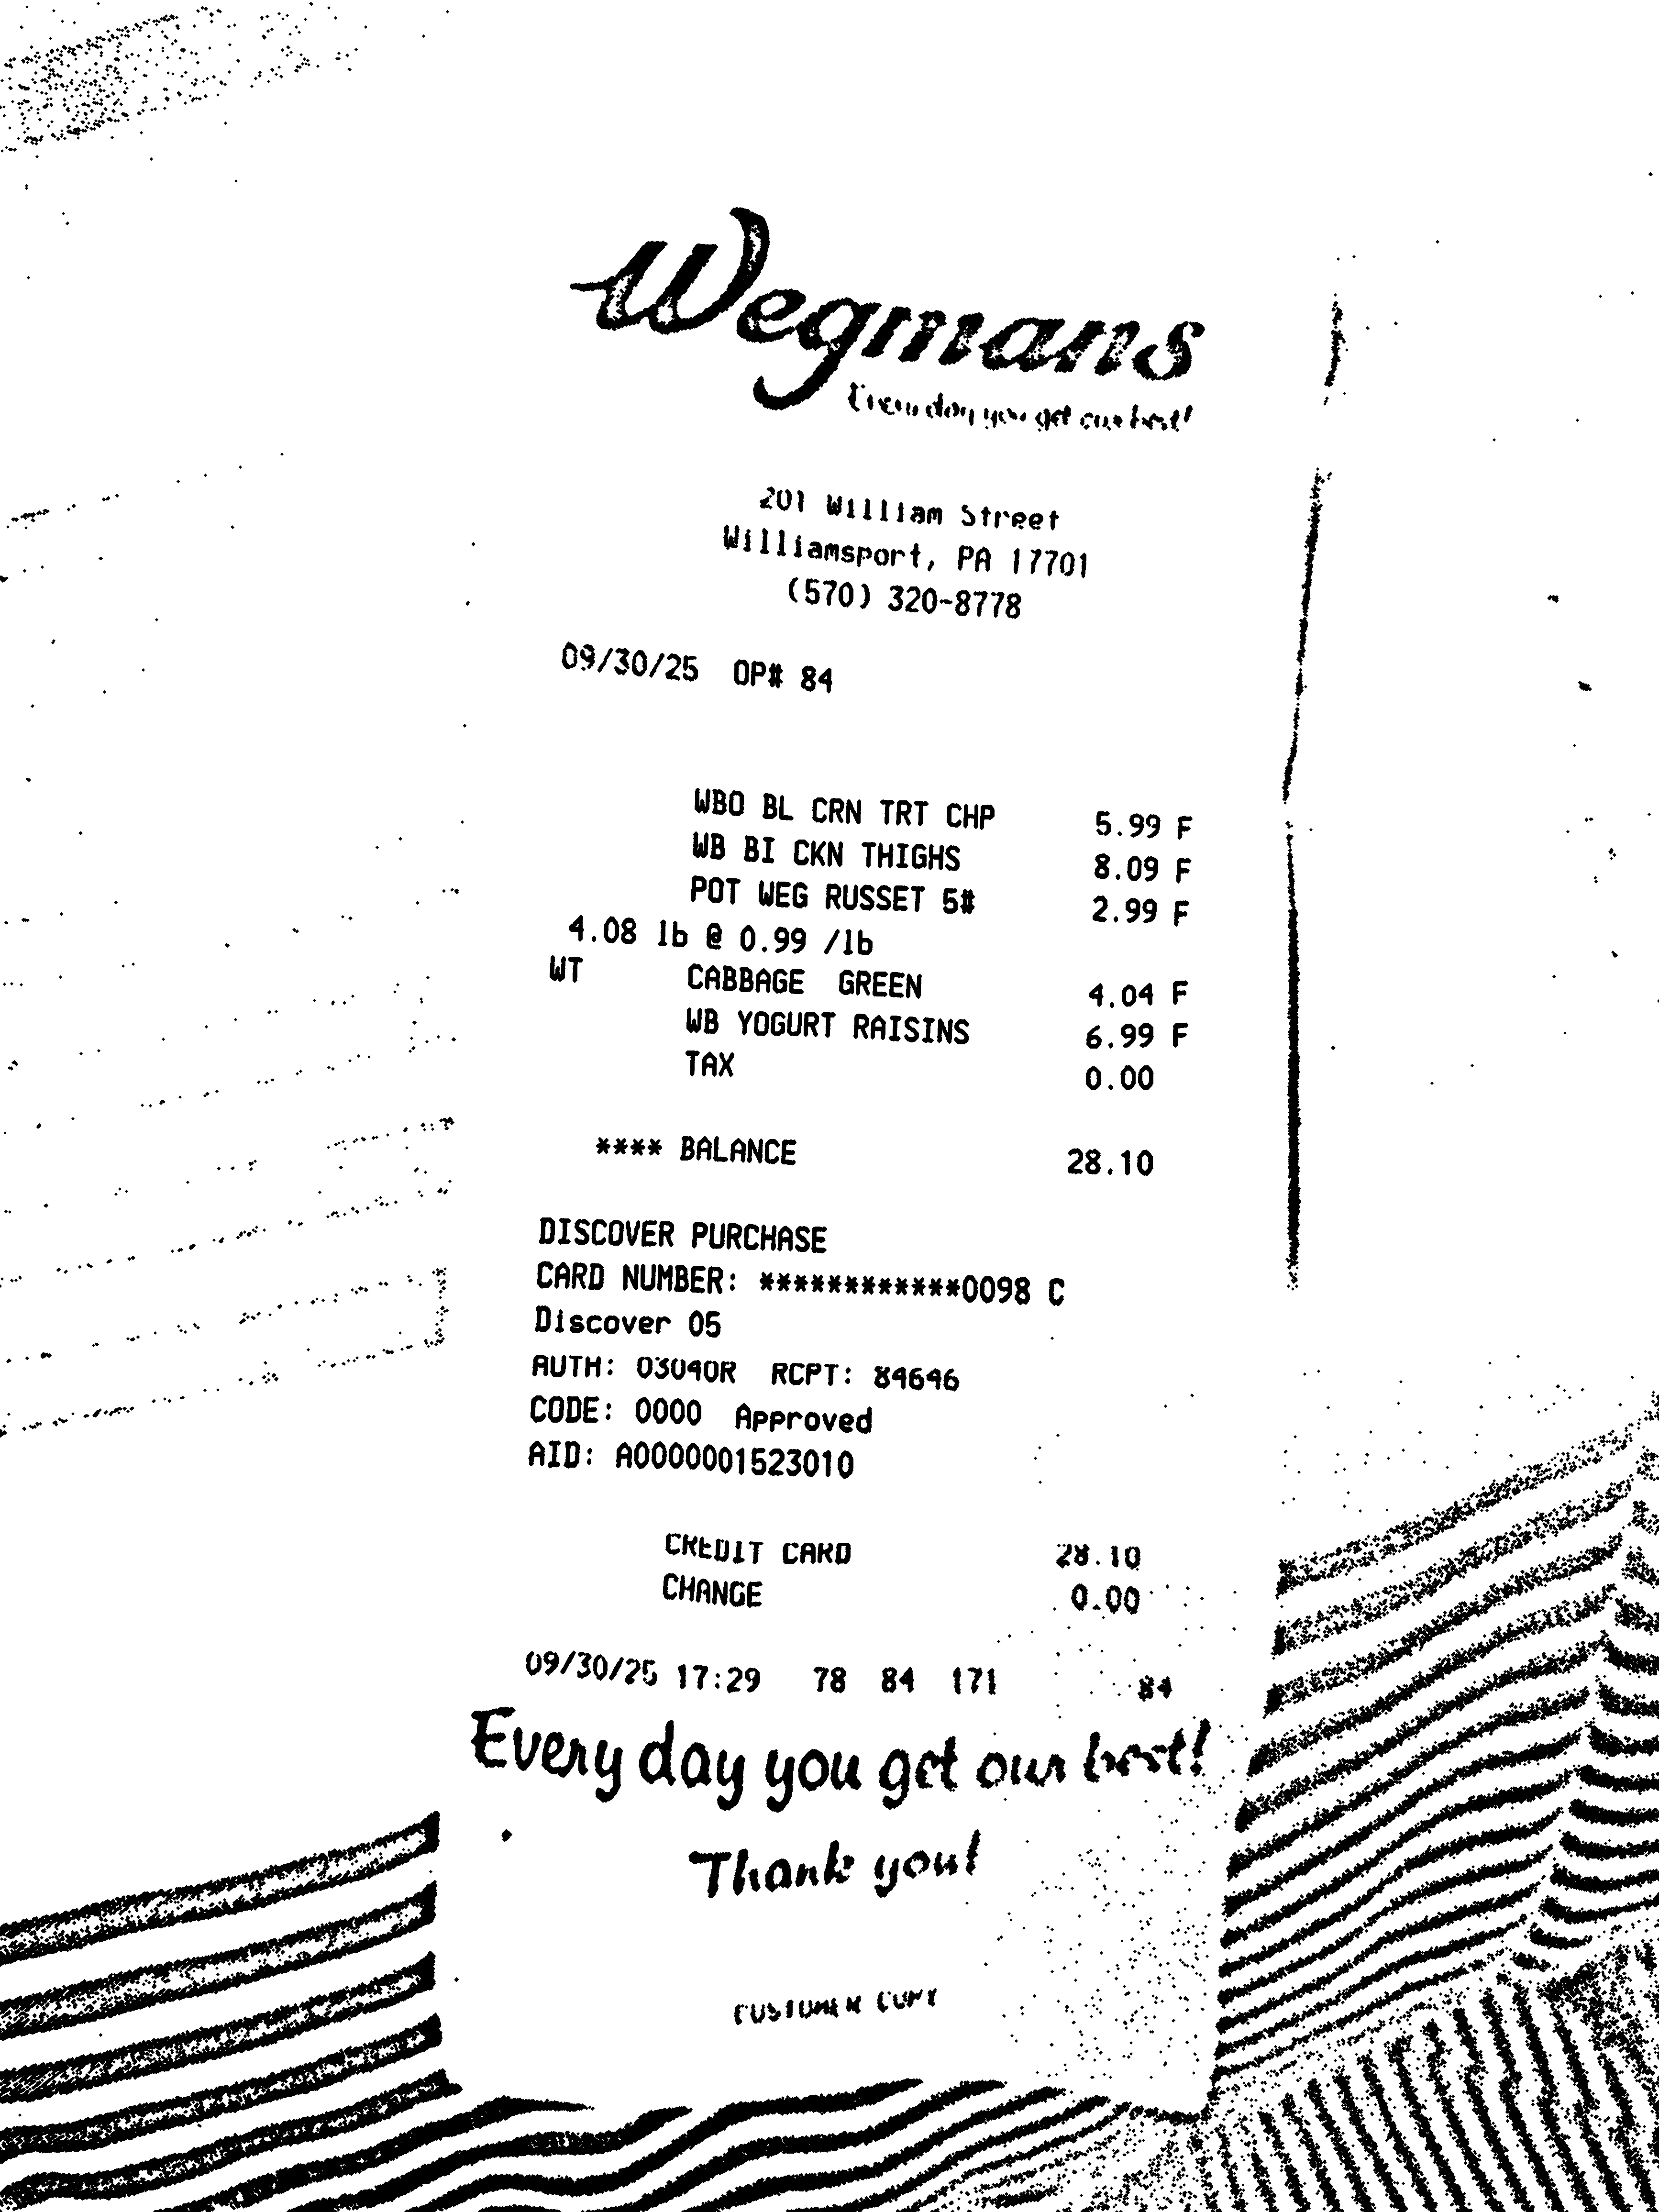 Wegmans
Every day you get our best!
201 William Street
Williamsport, PA 17701
(570) 320-8778
09/30/25 OP# 84
WBO BL CRN TRT CHP 5.99 F
WB BI CKN THIGHS 8.09 F
POT WEG RUSSET 5# 2.99 F
4.08 lb @ 0.99 /lb
WT CABBAGE GREEN 4.04 F
WB YOGURT RAISINS 6.99 F
TAX 0.00
**** BALANCE 28.10
DISCOVER PURCHASE
CARD NUMBER: ************0098 C
Discover 05
AUTH: 03040R RCPT: 84646
CODE: 0000 Approved
AID: A0000001523010
CREDIT CARD 28.10
CHANGE 0.00
09/30/25 17:29 78 84 171 84
Every day you get our best!
Thank you!
CUSTOMER COPY